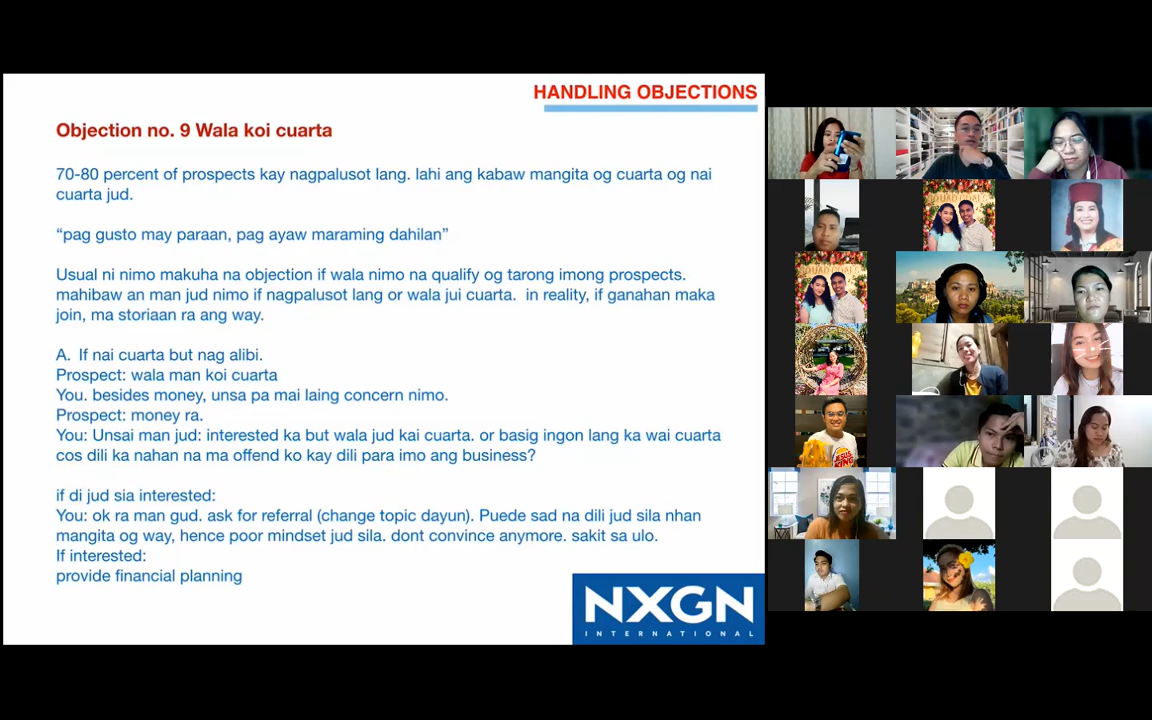 HANDLING OBJECTIONS
Objection no. 9 Wala koi cuarta
70-80 percent of prospects kay nagpalusot lang. lahi ang kabaw mangita og cuarta og nai
cuarta jud.
“pag gusto may paraan, pag ayaw maraming dahilan”
Usual ni nimo makuha na objection if wala nimo na qualify og tarong imong prospects.
mahibaw an man jud nimo if nagpalusot lang or wala jui cuarta.  in reality, if ganahan maka
join, ma storiaan ra ang way.
A.  If nai cuarta but nag alibi.
Prospect: wala man koi cuarta
You. besides money, unsa pa mai laing concern nimo.
Prospect: money ra.
You: Unsai man jud: interested ka but wala jud kai cuarta. or basig ingon lang ka wai cuarta
cos dili ka nahan na ma offend ko kay dili para imo ang business?
if di jud sia interested:
You: ok ra man gud. ask for referral (change topic dayun). Puede sad na dili jud sila nhan
mangita og way, hence poor mindset jud sila. dont convince anymore. sakit sa ulo.
If interested:
provide financial planning
NXGN
INTERNATIONAL
JESUS
KING